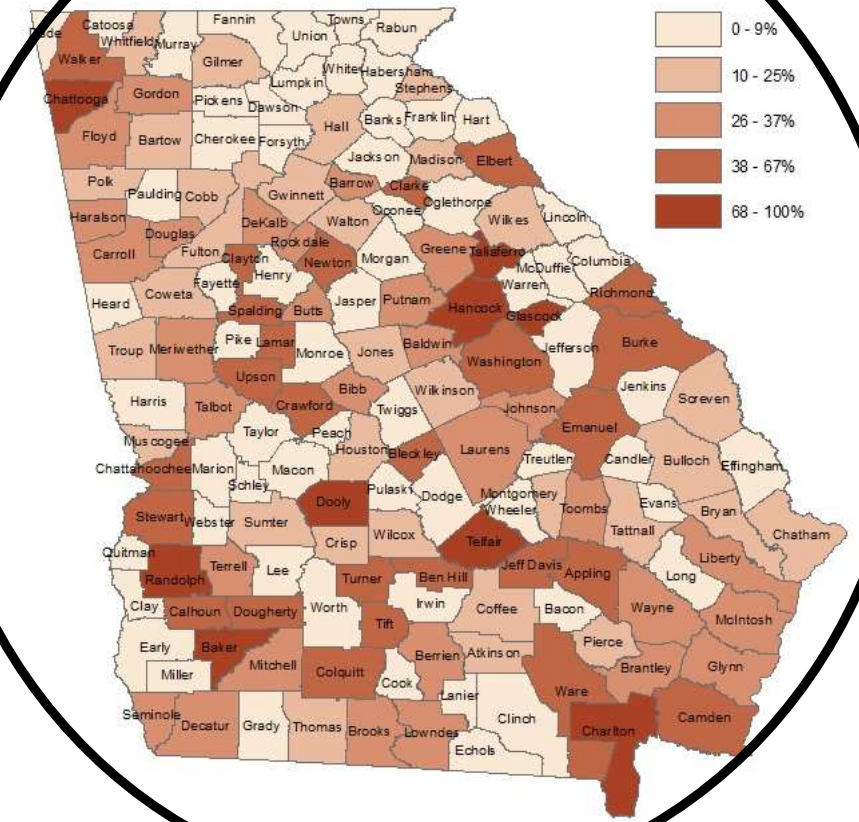 Fannin
Towns
Rabun
Catoosa
Union
Dade
Whitfield
Murray
Walker
Gilmer
White
Habersham
Lumpkin
Stephens
Chattooga
Gordon
Pickens
Dawson
Banks
Franklin
Hart
Floyd
Bartow
Cherokee
Forsyth
Hall
Jackson
Madison
Elbert
Polk
Paulding
Cobb
Gwinnett
Barrow
Clarke
Oconee
Oglethorpe
Wilkes
Lincoln
Haralson
Douglas
DeKalb
Walton
Carroll
Fulton
Rockdale
Newton
Morgan
Greene
Taliaferro
McDuffie
Columbia
Clayton
Henry
Fayette
Warren
Richmond
Heard
Coweta
Spalding
Butts
Jasper
Putnam
Hancock
Glascock
Troup
Meriwether
Pike
Lamar
Monroe
Jones
Baldwin
Washington
Jefferson
Burke
Upson
Bibb
Wilkinson
Jenkins
Screven
Harris
Talbot
Crawford
Twiggs
Johnson
Emanuel
Muscogee
Taylor
Peach
Houston
Bleckley
Laurens
Treutlen
Candler
Bulloch
Effingham
Chattahoochee
Marion
Macon
Schley
Dooly
Pulaski
Dodge
Montgomery
Wheeler
Toombs
Evans
Bryan
Stewart
Webster
Sumter
Crisp
Wilcox
Telfair
Tattnall
Chatham
Quitman
Randolph
Terrell
Lee
Turner
Ben Hill
Jeff Davis
Appling
Long
Liberty
Clay
Calhoun
Dougherty
Worth
Tift
Irwin
Coffee
Bacon
Wayne
McIntosh
Early
Baker
Mitchell
Colquitt
Berrien
Atkinson
Pierce
Brantley
Glynn
Miller
Cook
Lanier
Ware
Seminole
Decatur
Grady
Thomas
Brooks
Lowndes
Echols
Clinch
Charlton
Camden
0 - 9%
10 - 25%
26 - 37%
38 - 67%
68 - 100%